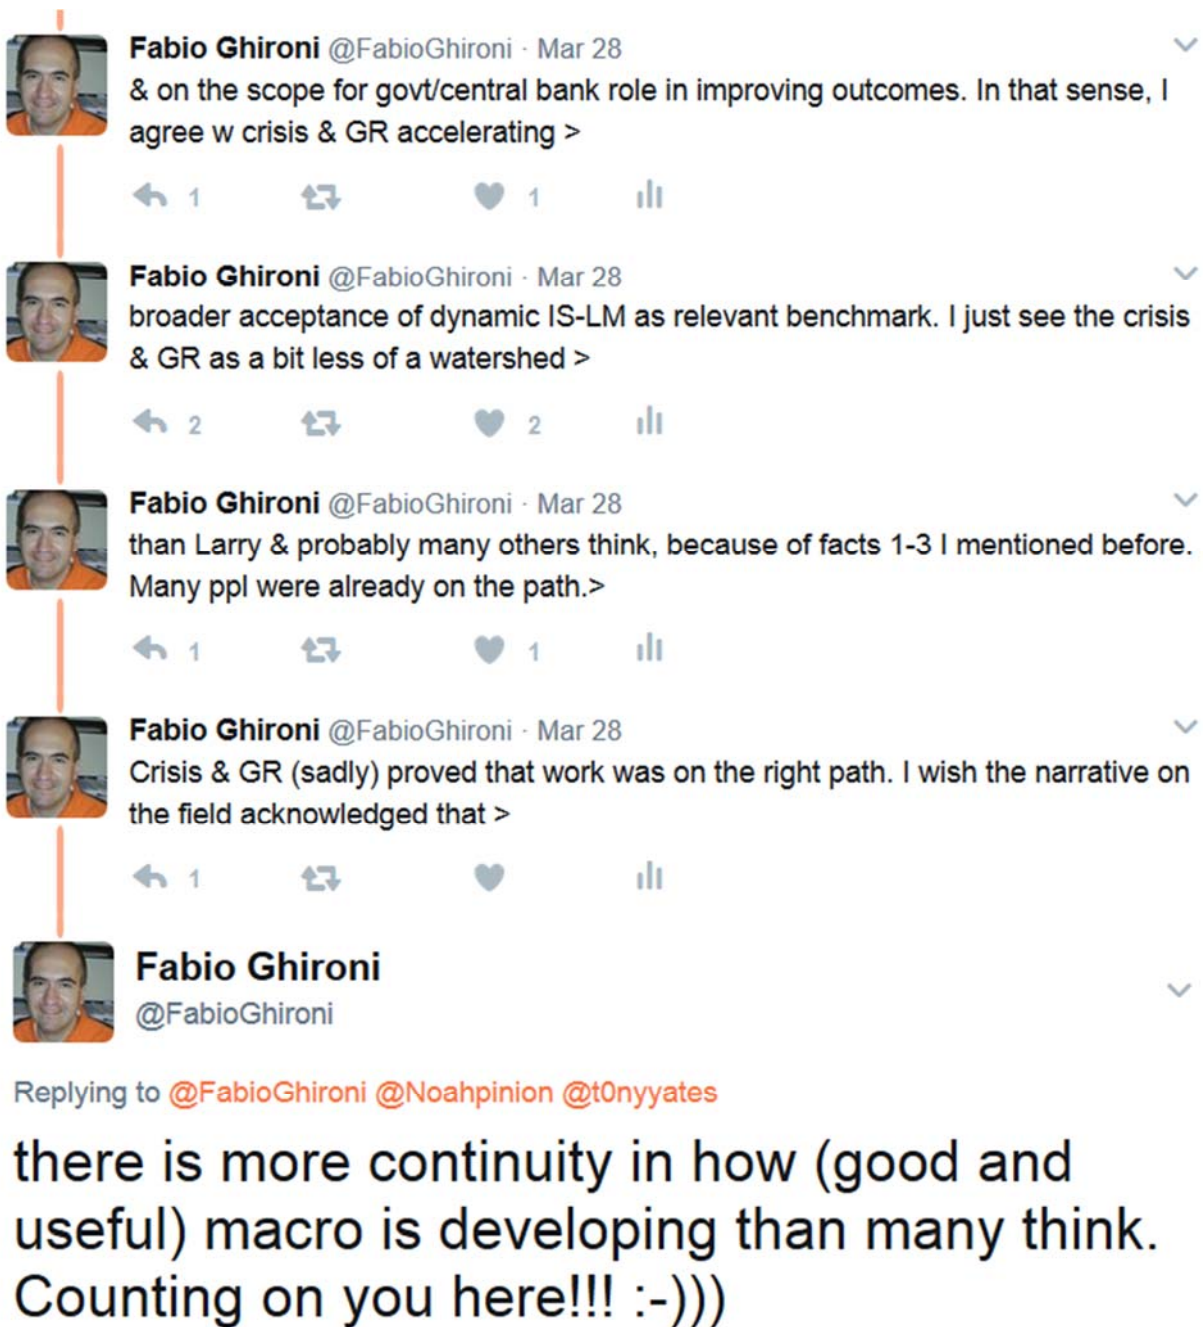 Fabio Ghironi @FabioGhironi · Mar 28
& on the scope for govt/central bank role in improving outcomes. In that sense, I
agree w crisis & GR accelerating >
1 1
Fabio Ghironi @FabioGhironi · Mar 28
broader acceptance of dynamic IS-LM as relevant benchmark. I just see the crisis
& GR as a bit less of a watershed >
2 2
Fabio Ghironi @FabioGhironi · Mar 28
than Larry & probably many others think, because of facts 1-3 I mentioned before.
Many ppl were already on the path.>
1 1
Fabio Ghironi @FabioGhironi · Mar 28
Crisis & GR (sadly) proved that work was on the right path. I wish the narrative on
the field acknowledged that >
1
Fabio Ghironi
@FabioGhironi
Replying to @FabioGhironi @Noahpinion @t0nyyates
there is more continuity in how (good and
useful) macro is developing than many think.
Counting on you here!!! :-)))